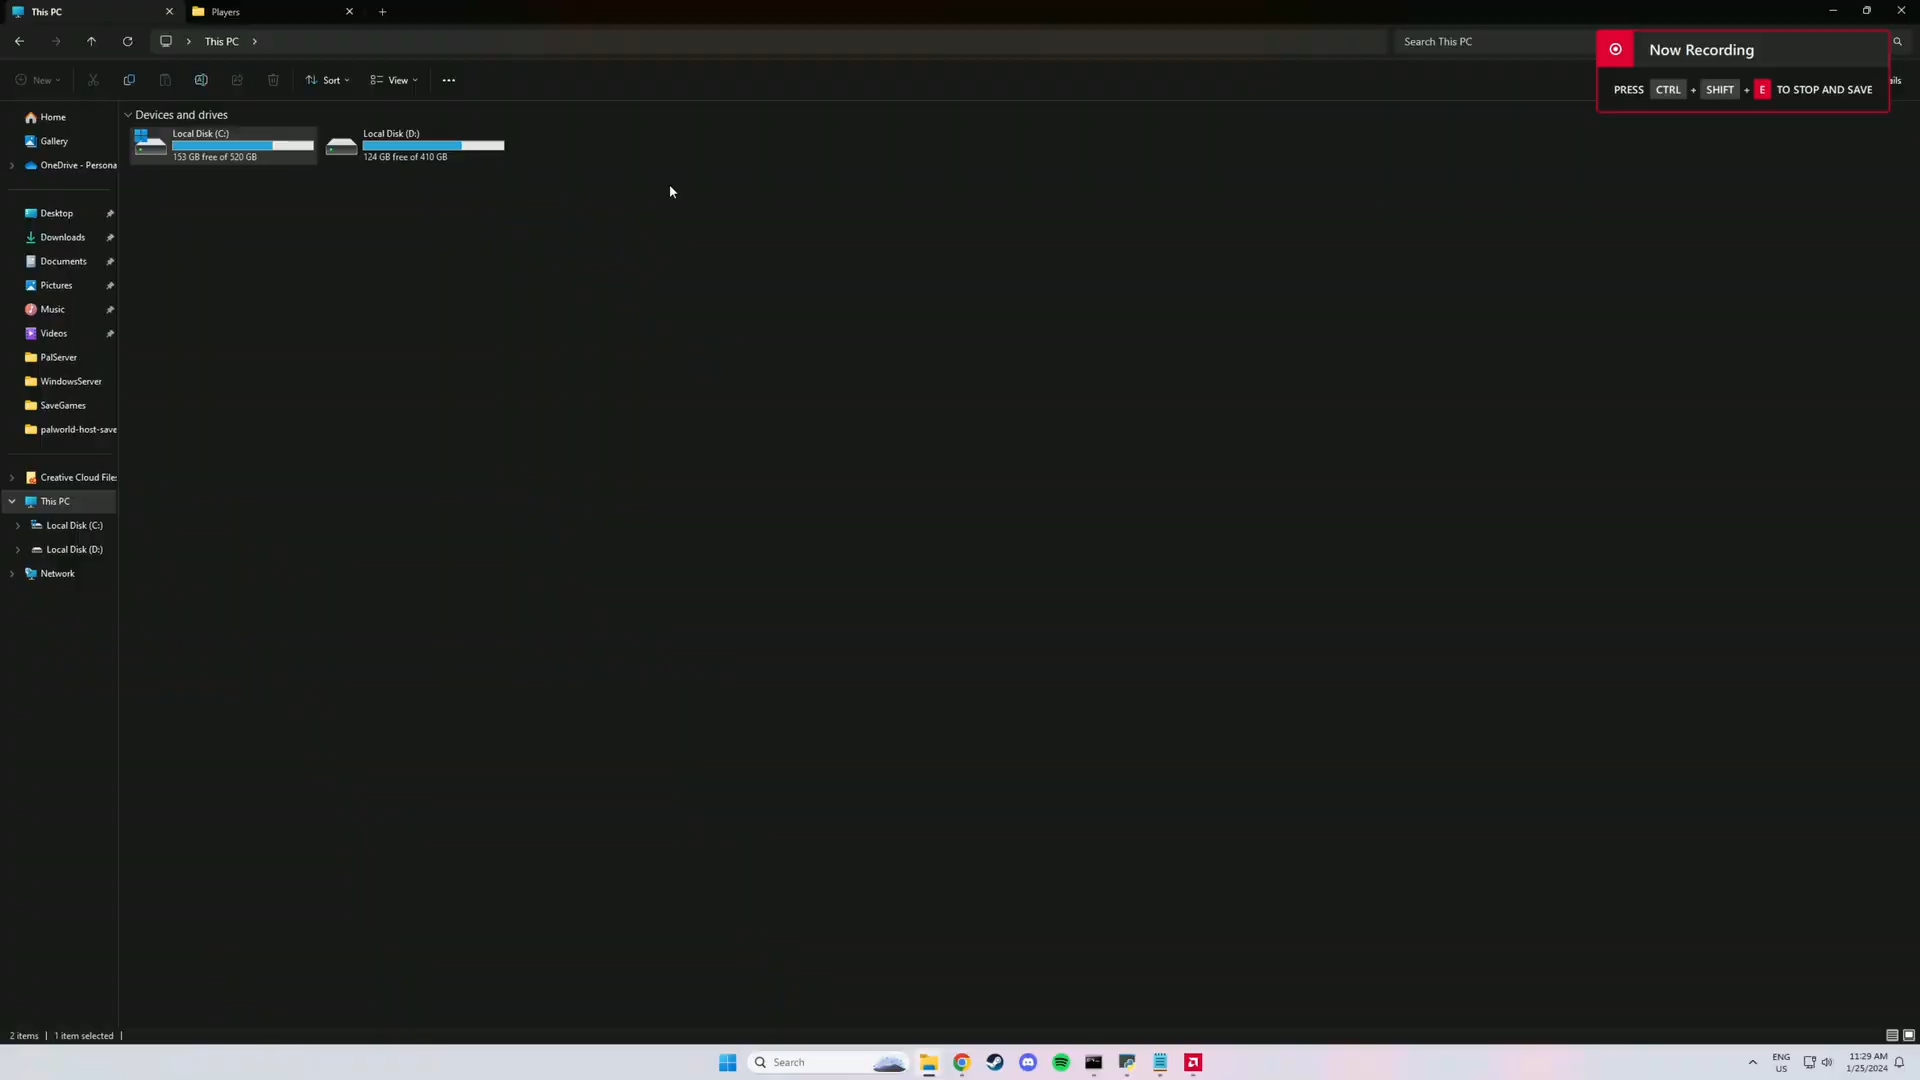 This PC
Players
This PC
Search This PC
Now Recording
New
Sort
View
ails
PRESS CTRL + SHIFT + E TO STOP AND SAVE
Home
Gallery
OneDrive - Persona
Desktop
Downloads
Documents
Pictures
Music
Videos
PalServer
WindowsServer
SaveGames
palworld-host-save
Creative Cloud Files
This PC
Local Disk (C:)
Local Disk (D:)
Network
Devices and drives
Local Disk (C:)
153 GB free of 520 GB
Local Disk (D:)
124 GB free of 410 GB
2 items
1 item selected
Search
ENG
US
11:29 AM
1/25/2024